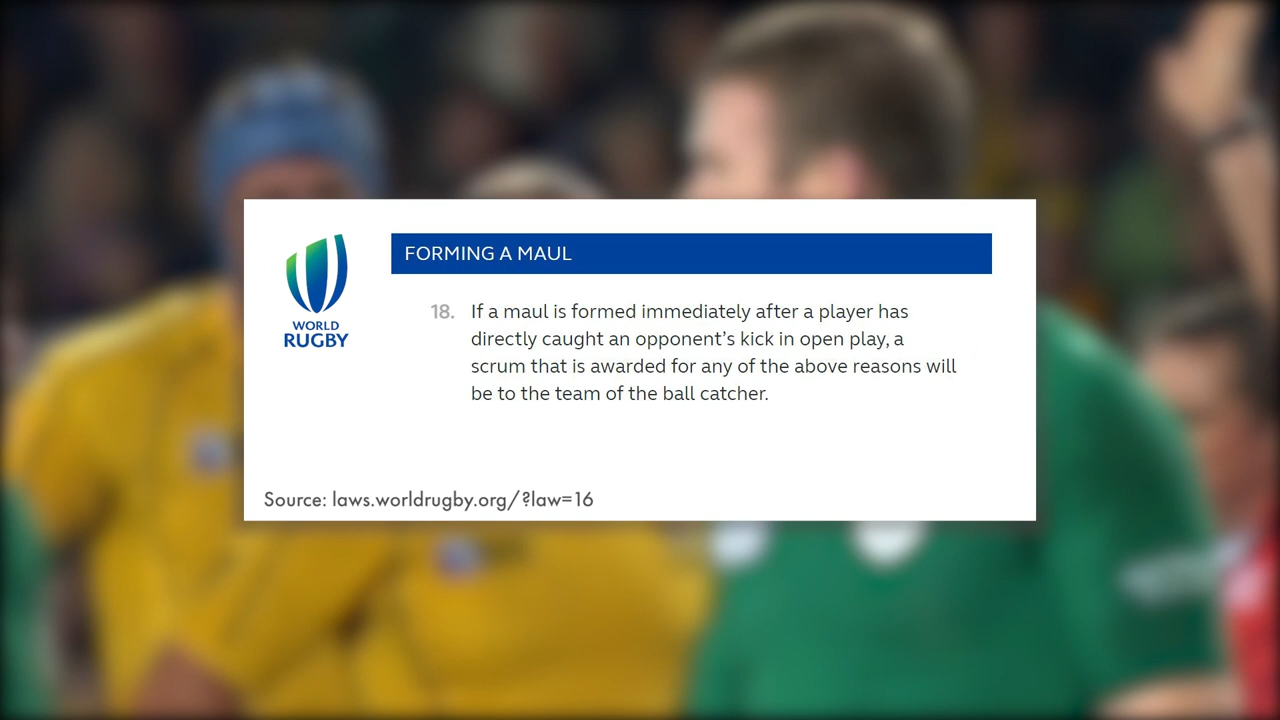 FORMING A MAUL
WORLD
RUGBY
18. If a maul is formed immediately after a player has
directly caught an opponent's kick in open play, a
scrum that is awarded for any of the above reasons will
be to the team of the ball catcher.
Source: laws.worldrugby.org/?law=16